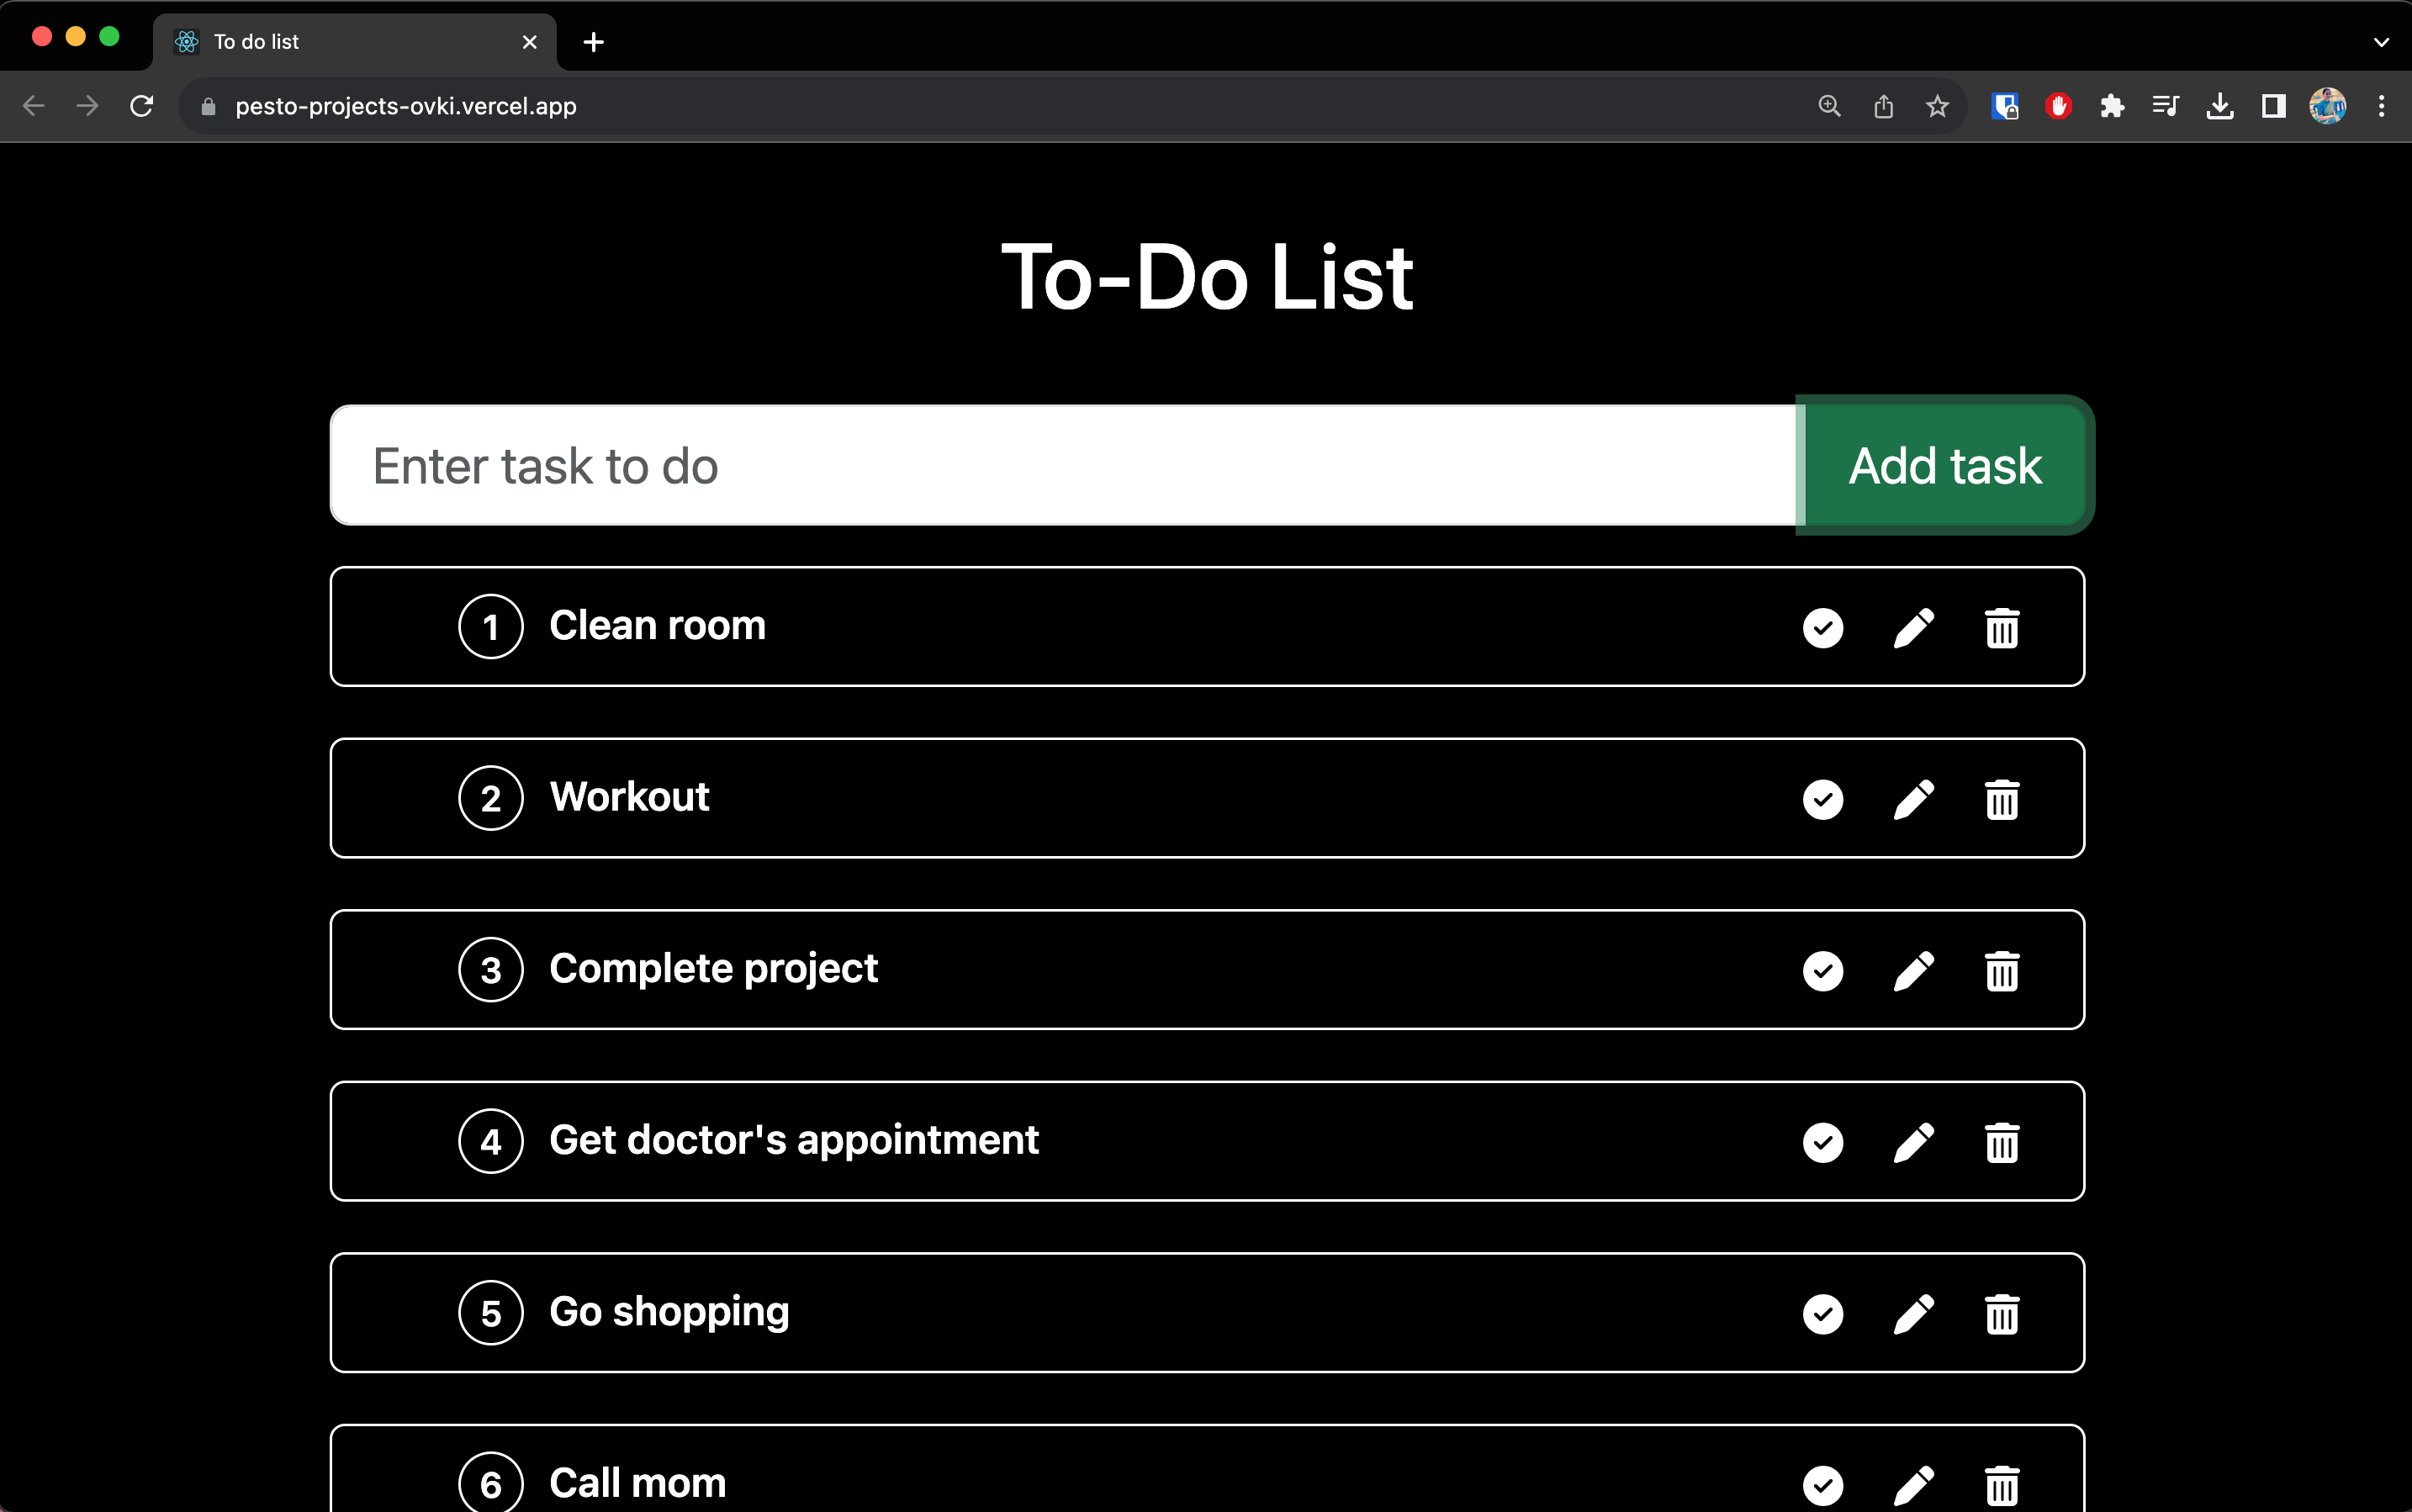 To do list
pesto-projects-ovki.vercel.app
To-Do List
Enter task to do
Add task
1 Clean room
2 Workout
3 Complete project
4 Get doctor's appointment
5 Go shopping
6 Call mom